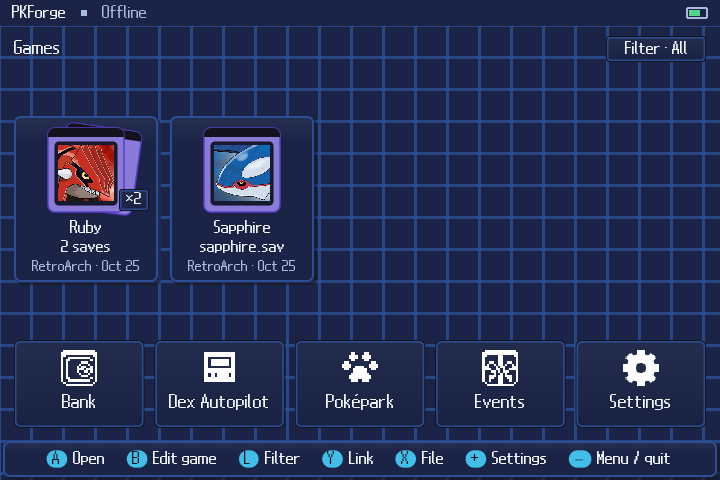 PKForge ▪ Offline
Games
Filter · All
×2
Ruby
2 saves
RetroArch · Oct 25
Sapphire
sapphire.sav
RetroArch · Oct 25
Bank
Dex Autopilot
Poképark
Events
Settings
A Open B Edit game L Filter Y Link X File + Settings − Menu / quit